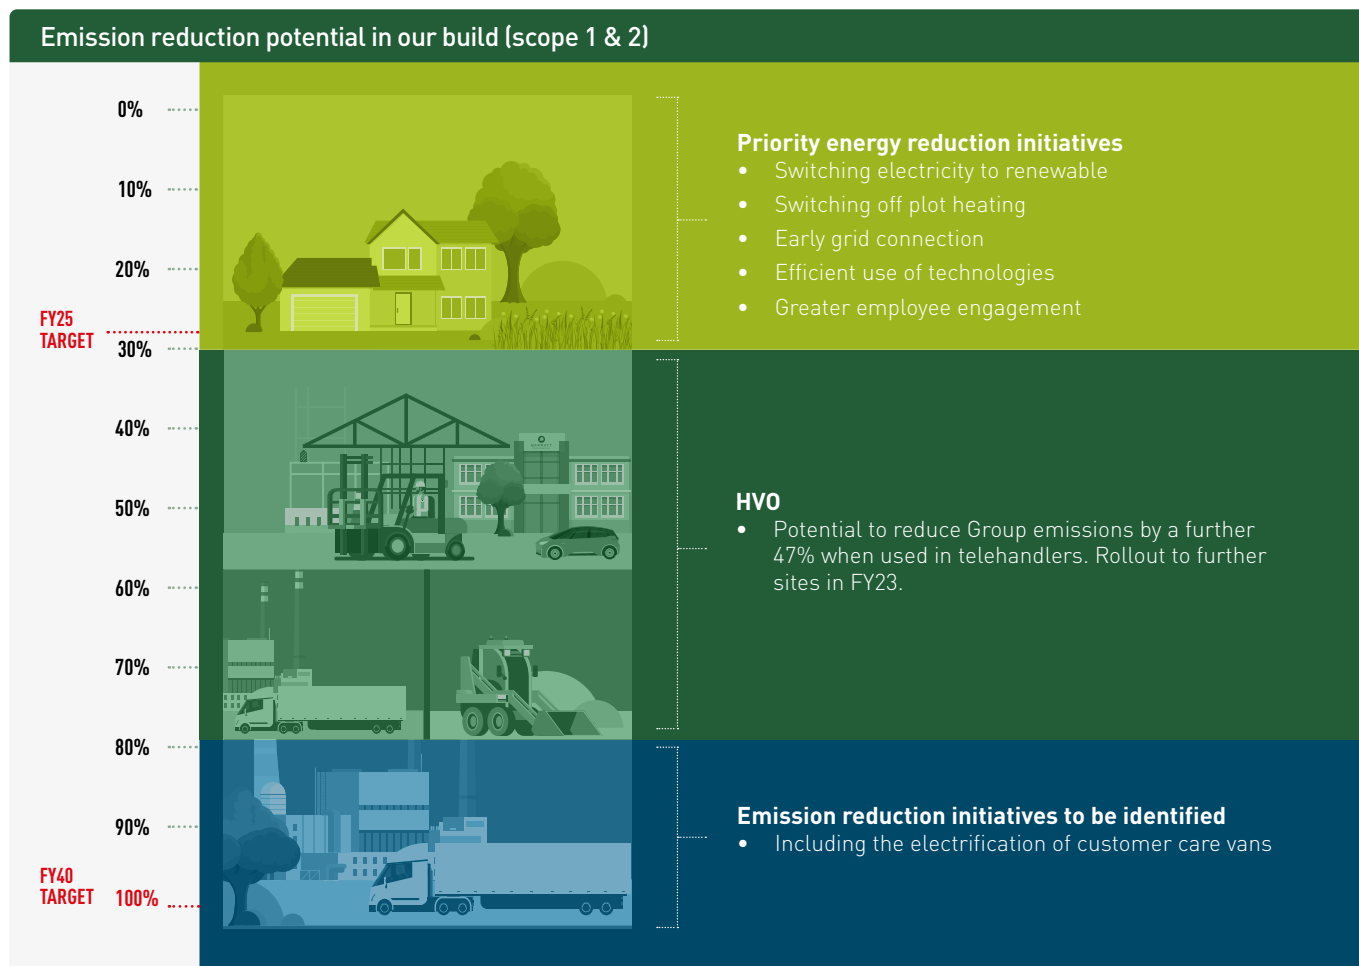 Emission reduction potential in our build (scope 1 & 2)
0%
10%
20%
FY25
TARGET
30%
40%
50%
60%
70%
80%
90%
FY40
TARGET
100%
Priority energy reduction initiatives
• Switching electricity to renewable
• Switching off plot heating
• Early grid connection
• Efficient use of technologies
• Greater employee engagement
HVO
• Potential to reduce Group emissions by a further
47% when used in telehandlers. Rollout to further
sites in FY23.
Emission reduction initiatives to be identified
• Including the electrification of customer care vans